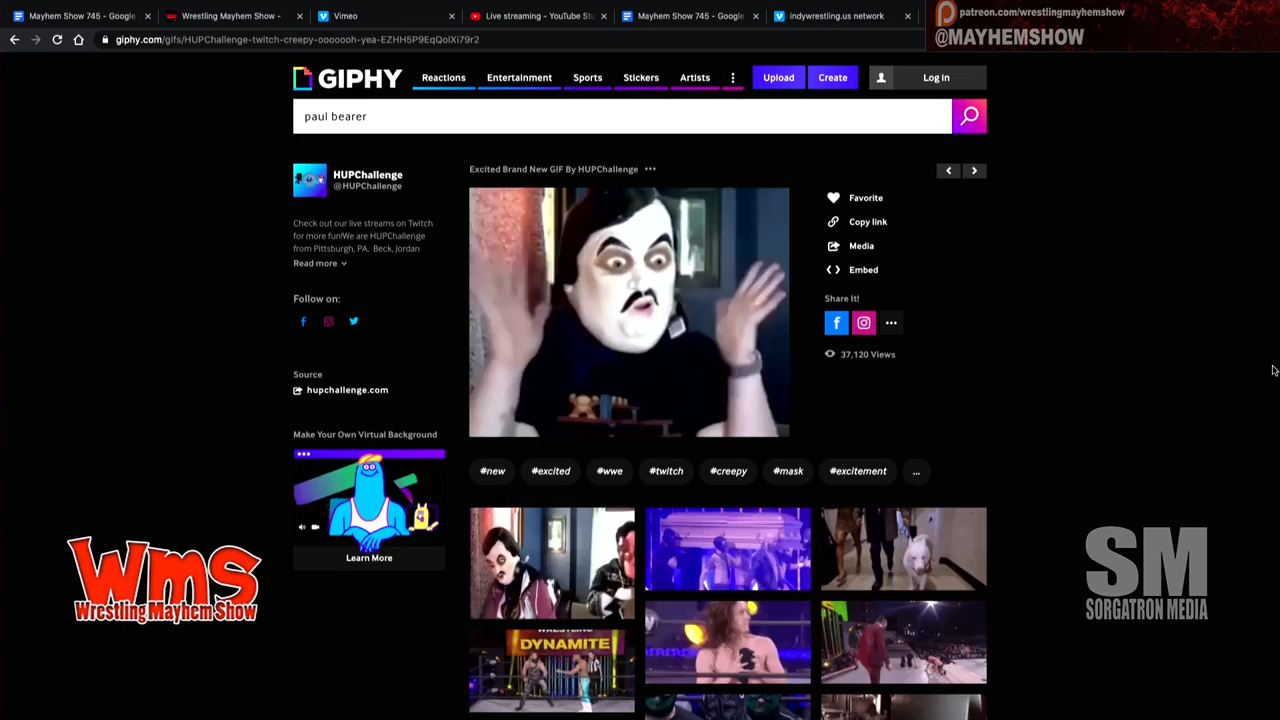 Mayhem Show 745 - Google
Wrestling Mayhem Show -
Vimeo
Live streaming - YouTube Stu
Mayhem Show 745 - Google
indywrestling.us network
patreon.com/wrestlingmayhemshow
@MAYHEMSHOW
giphy.com/gifs/HUPChallenge-twitch-creepy-ooooooh-yea-EZHH5P9EqQolXi79r2
GIPHY
Reactions
Entertainment
Sports
Stickers
Artists
Upload
Create
Log in
paul bearer
HUPChallenge
@HUPChallenge
Check out our live streams on Twitch
for more fun!We are HUPChallenge
from Pittsburgh, PA. Beck, Jordan
Read more
Follow on:
Source
hupchallenge.com
Make Your Own Virtual Background
Learn More
Excited Brand New GIF By HUPChallenge
Favorite
Copy link
Media
Embed
Share It!
37,120 Views
#new
#excited
#wwe
#twitch
#creepy
#mask
#excitement
...
WRESTLING
DYNAMITE
wms
Wrestling Mayhem Show
SM
SORGATRON MEDIA